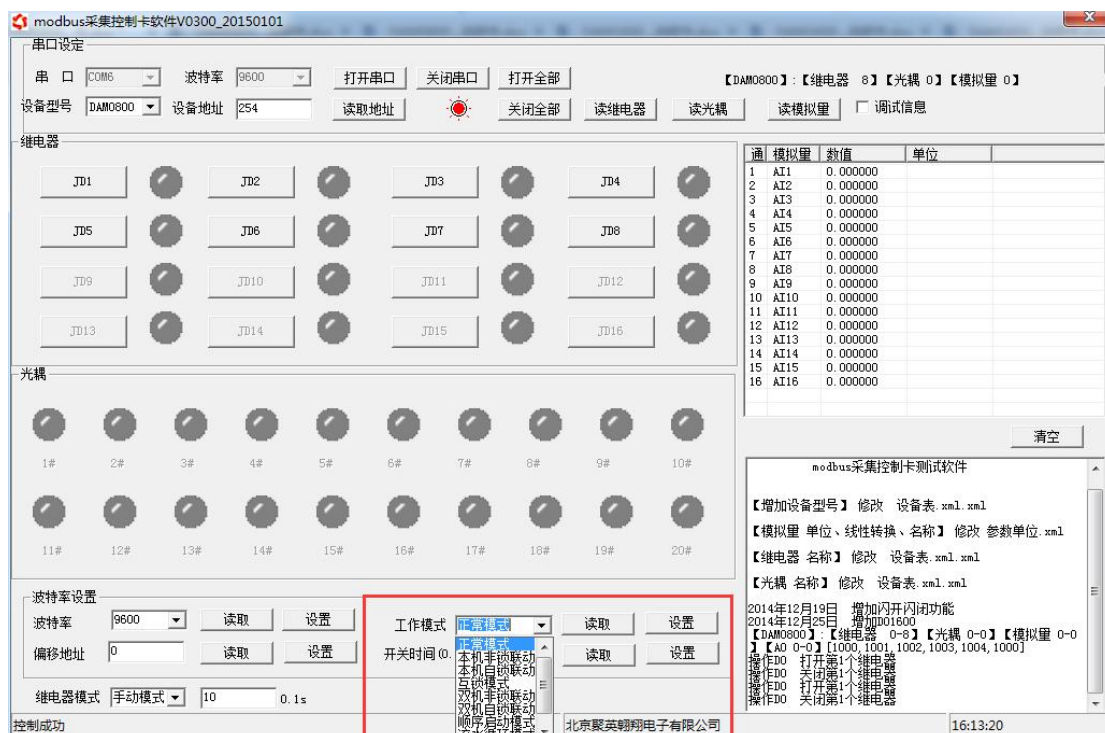 modbus采集控制卡软件V0300_20150101
串口设定
串 口 COM6 波特率 9600 打开串口 关闭串口 打开全部 【DAM0800】:【继电器 8】【光耦 0】【模拟量 0】
设备型号 DAM0800 设备地址 254 读取地址 关闭全部 读继电器 读光耦 读模拟量 调试信息
继电器
JD1 JD2 JD3 JD4
JD5 JD6 JD7 JD8
JD9 JD10 JD11 JD12
JD13 JD14 JD15 JD16
通 模拟量 数值 单位
1 AI1 0.000000
2 AI2 0.000000
3 AI3 0.000000
4 AI4 0.000000
5 AI5 0.000000
6 AI6 0.000000
7 AI7 0.000000
8 AI8 0.000000
9 AI9 0.000000
10 AI10 0.000000
11 AI11 0.000000
12 AI12 0.000000
13 AI13 0.000000
14 AI14 0.000000
15 AI15 0.000000
16 AI16 0.000000
清空
光耦
1# 2# 3# 4# 5# 6# 7# 8# 9# 10#
11# 12# 13# 14# 15# 16# 17# 18# 19# 20#
modbus采集控制卡测试软件
【增加设备型号】 修改 设备表.xml.xml
【模拟量 单位、线性转换、名称】 修改 参数单位.xml
【继电器 名称】 修改 设备表.xml.xml
【光耦 名称】 修改 设备表.xml.xml
2014年12月19日 增加闪开闪闭功能
2014年12月25日 增加DO1600
【DAM0800】:【继电器 0-8】【光耦 0-0】【模拟量 0-0
】【AO 0-0】[1000,1001,1002,1003,1004,1000]
操作DO 打开第1个继电器
操作DO 关闭第1个继电器
操作DO 打开第1个继电器
操作DO 关闭第1个继电器
波特率设置
波特率 9600 读取 设置
偏移地址 0 读取 设置
继电器模式 手动模式 10 0.1s
工作模式 正常模式 读取 设置
开关时间(0. 读取 设置
正常模式
本机非锁联动
本机自锁联动
互锁模式
双机非锁联动
双机自锁联动
顺序启动模式
流水循环模式
控制成功 北京聚英翱翔电子有限公司 16:13:20